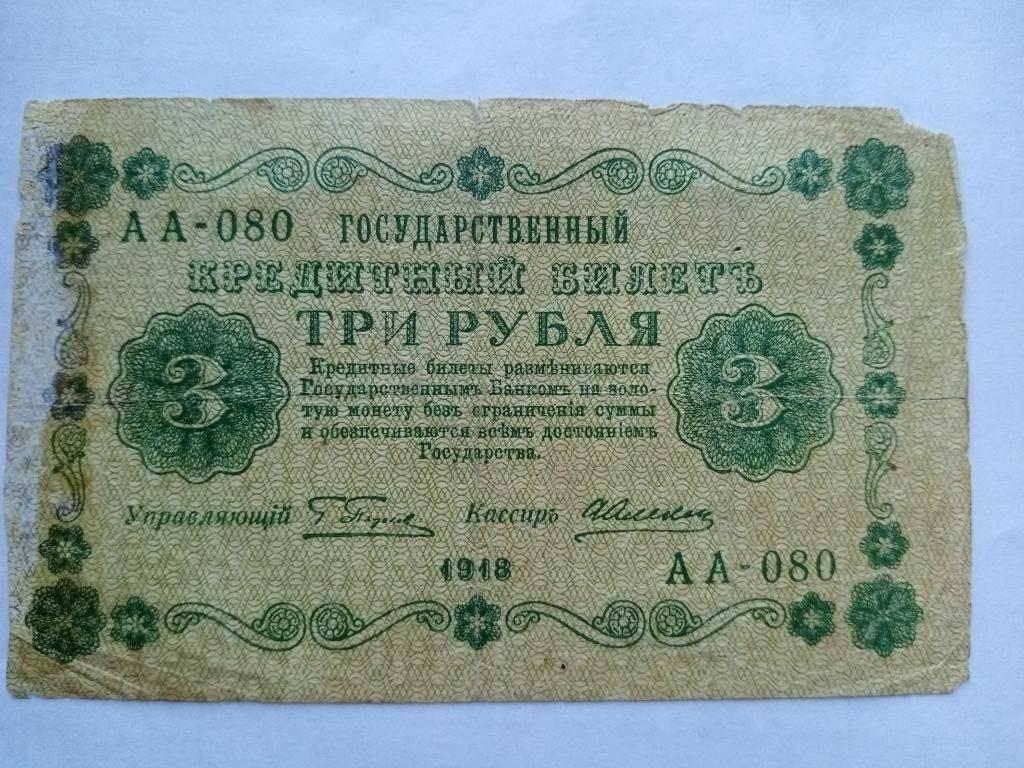 АА-080 ГОСУДАРСТВЕННЫЙ
КРЕДИТНЫЙ БИЛЕТЪ
ТРИ РУБЛЯ
3 3
Кредитные билеты размѣниваются
Государственнымъ Банкомъ на золо-
тую монету безъ ограниченія суммы
и обезпечиваются всѣмъ достояніемъ
Государства.
Управляющій Кассиръ
1918
АА-080